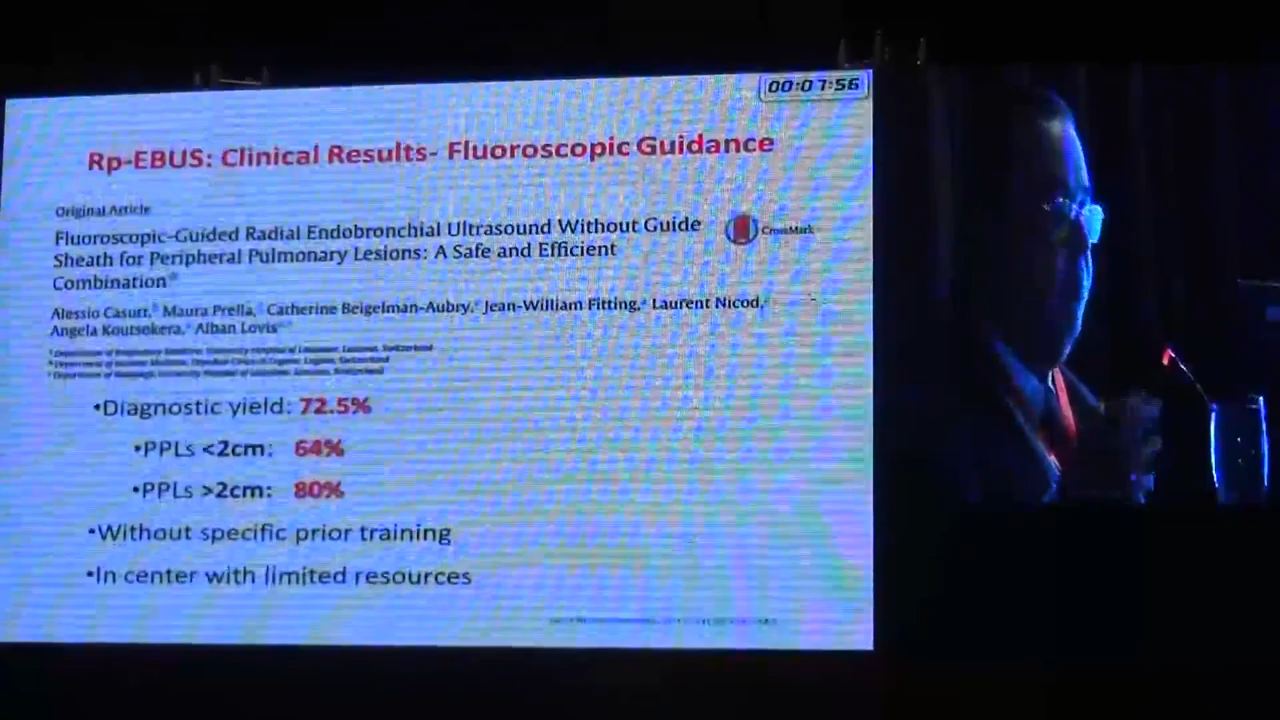 00:07:56
Rp-EBUS: Clinical Results- Fluoroscopic Guidance
Original Article
Fluoroscopic-Guided Radial Endobronchial Ultrasound Without Guide
Sheath for Peripheral Pulmonary Lesions: A Safe and Efficient
Combination
CrossMark
Alessio Casutt, Maura Prella, Catherine Beigelman-Aubry, Jean-William Fitting, Laurent Nicod,
Angela Koutsokera, Alban Lovis
•Diagnostic yield: 72.5%
•PPLs <2cm: 64%
•PPLs >2cm: 80%
•Without specific prior training
•In center with limited resources